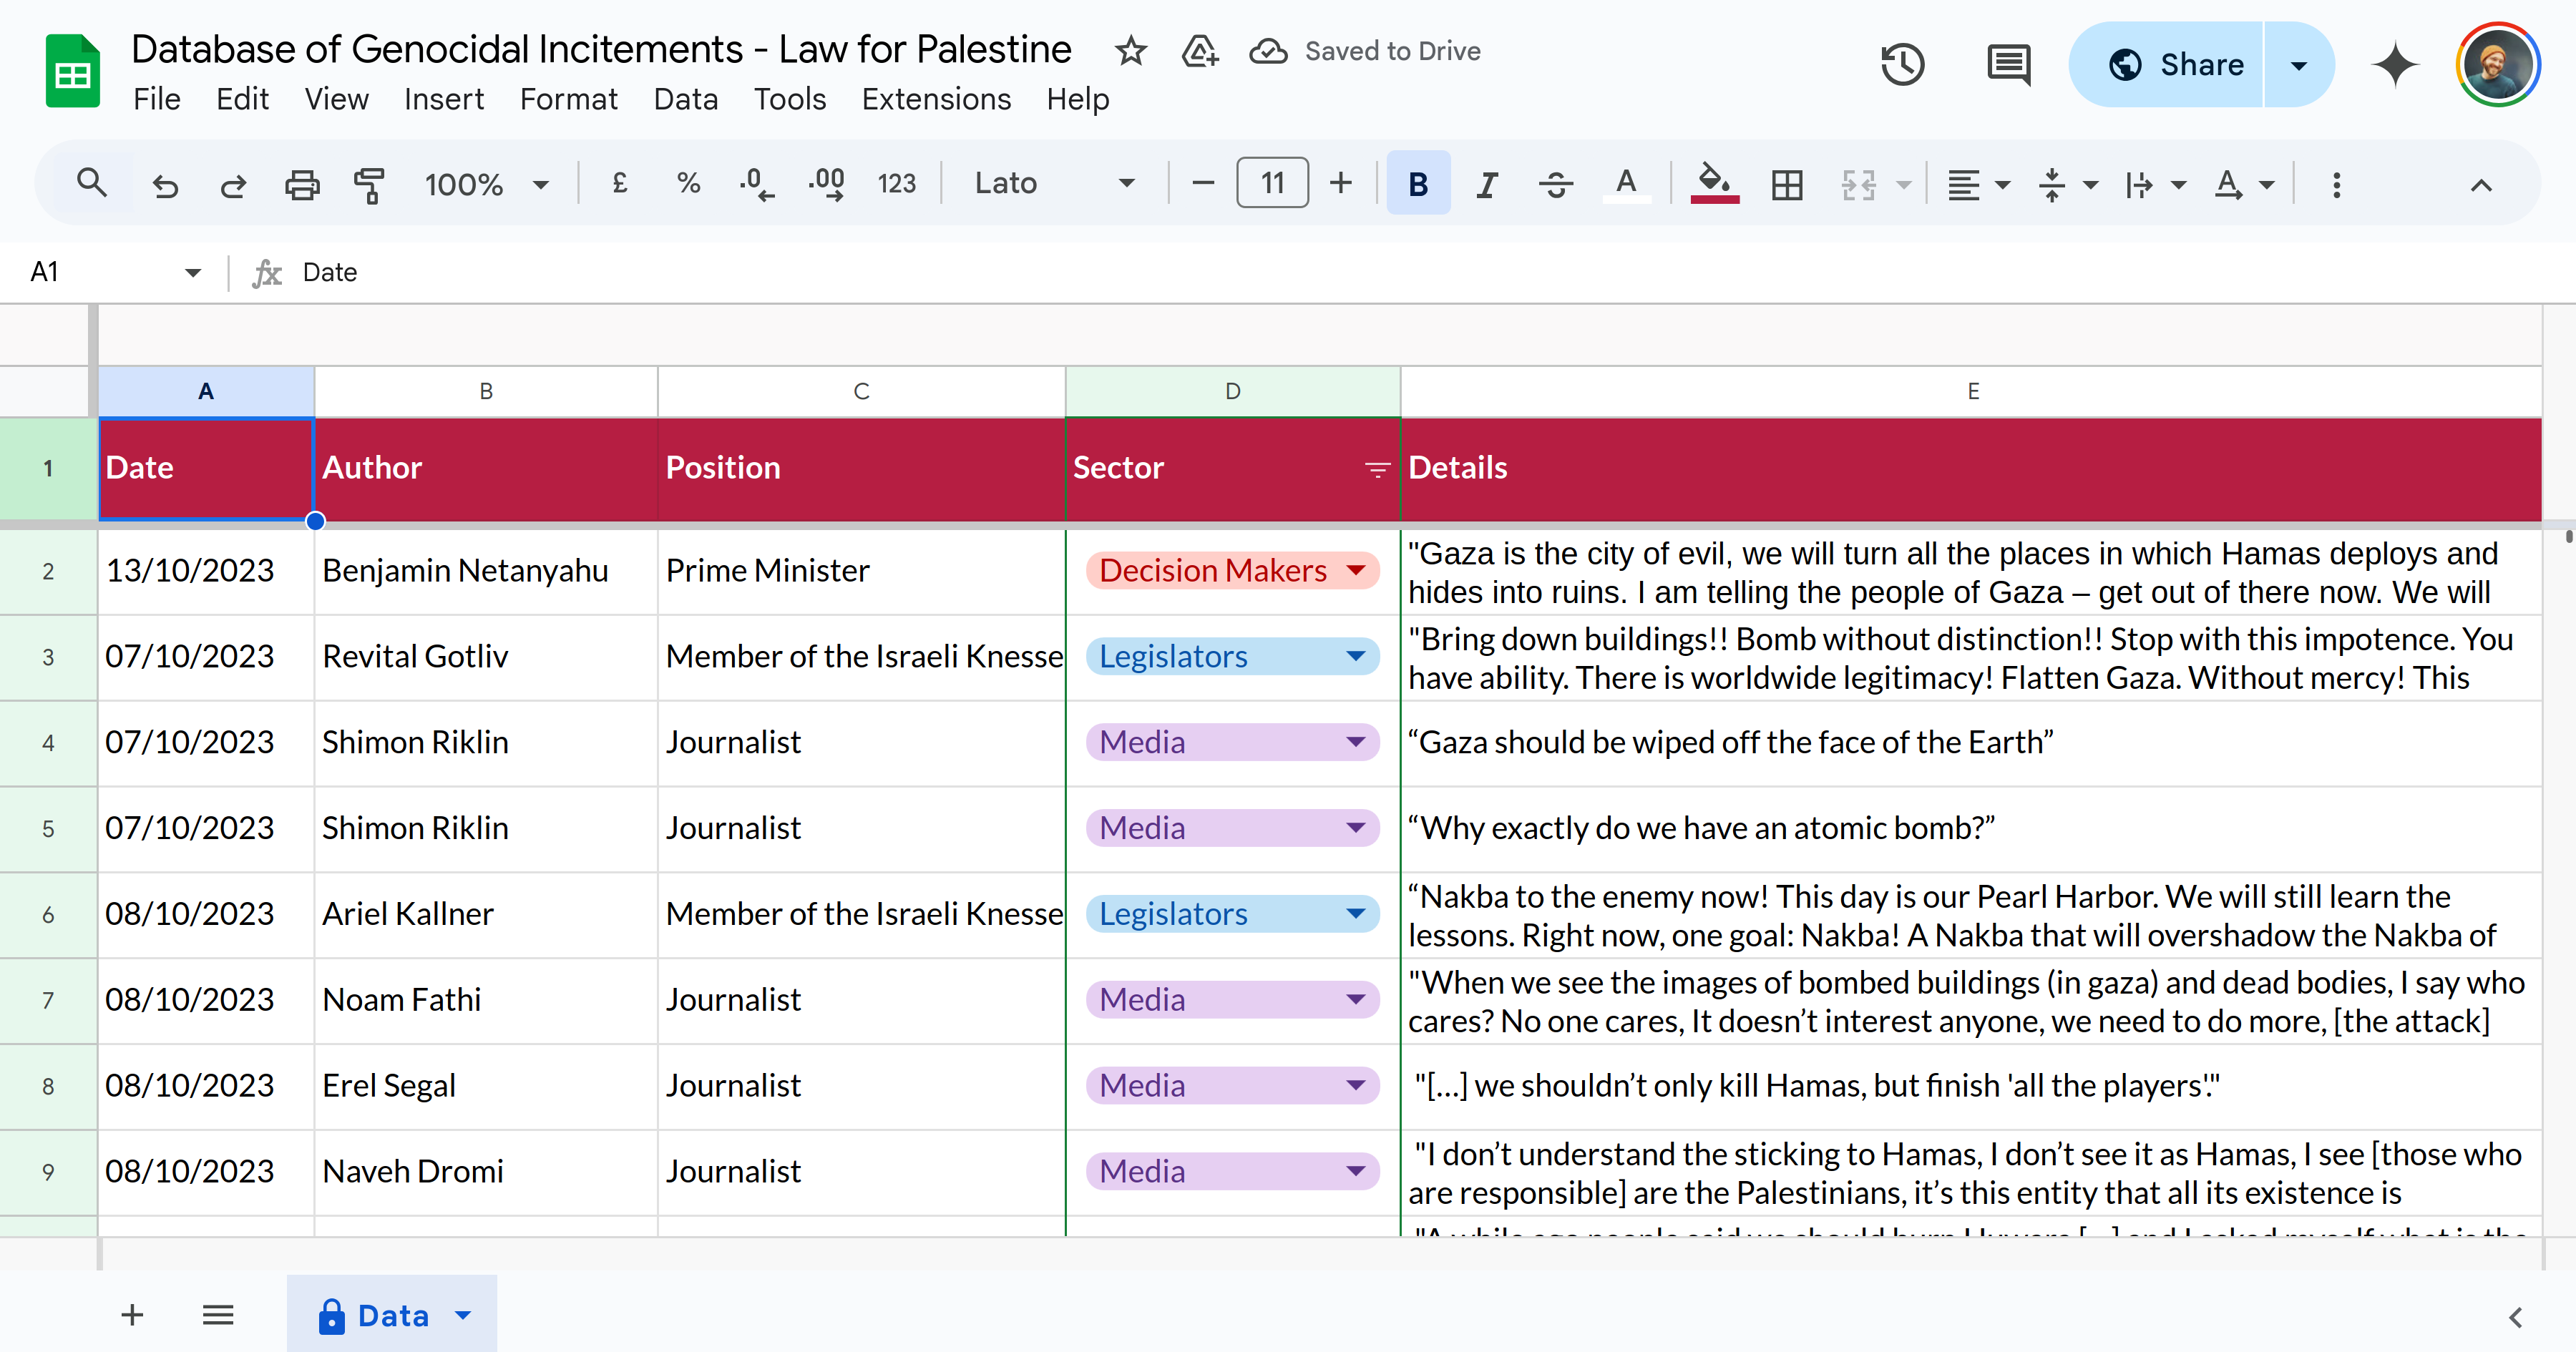 Database of Genocidal Incitements - Law for Palestine
Saved to Drive
File Edit View Insert Format Data Tools Extensions Help
Share
100% £ % .0 .00 123 Lato 11 B I A A
A1 fx Date
A B C D E
1 Date Author Position Sector Details
2 13/10/2023 Benjamin Netanyahu Prime Minister Decision Makers "Gaza is the city of evil, we will turn all the places in which Hamas deploys and
hides into ruins. I am telling the people of Gaza – get out of there now. We will
3 07/10/2023 Revital Gotliv Member of the Israeli Knesse Legislators "Bring down buildings!! Bomb without distinction!! Stop with this impotence. You
have ability. There is worldwide legitimacy! Flatten Gaza. Without mercy! This
4 07/10/2023 Shimon Riklin Journalist Media “Gaza should be wiped off the face of the Earth”
5 07/10/2023 Shimon Riklin Journalist Media “Why exactly do we have an atomic bomb?”
6 08/10/2023 Ariel Kallner Member of the Israeli Knesse Legislators “Nakba to the enemy now! This day is our Pearl Harbor. We will still learn the
lessons. Right now, one goal: Nakba! A Nakba that will overshadow the Nakba of
7 08/10/2023 Noam Fathi Journalist Media "When we see the images of bombed buildings (in gaza) and dead bodies, I say who
cares? No one cares, It doesn’t interest anyone, we need to do more, [the attack]
8 08/10/2023 Erel Segal Journalist Media "[...] we shouldn’t only kill Hamas, but finish 'all the players'."
9 08/10/2023 Naveh Dromi Journalist Media "I don’t understand the sticking to Hamas, I don’t see it as Hamas, I see [those who
are responsible] are the Palestinians, it’s this entity that all its existence is
Data